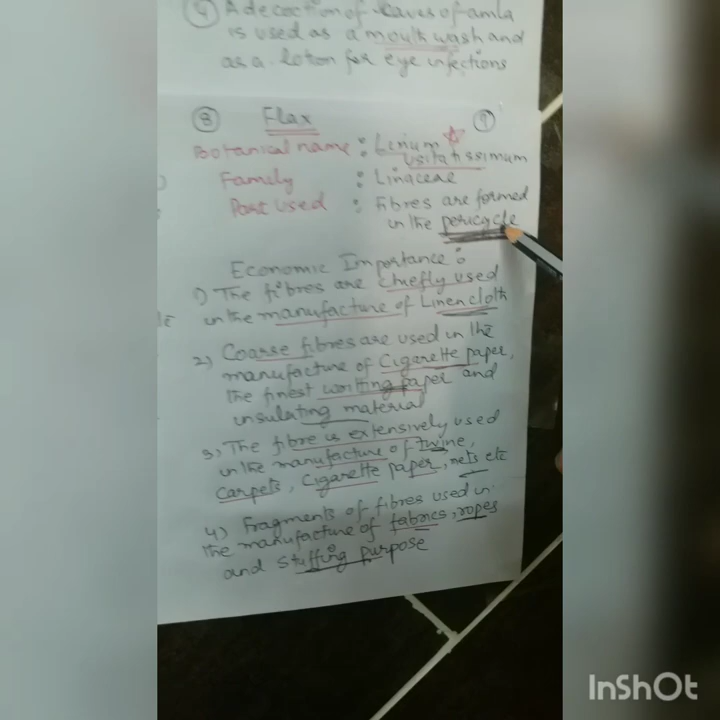 ④ A decoction of leaves of amla
is used as a mouth wash and
as a lotion for eye infections
⑧ Flax ⑨
Botanical name : Linum
usitatissimum
Family : Linaceae
Part used : Fibres are formed
in the pericycle
Economic Importance :
1) The fibres are chiefly used
in the manufacture of Linen cloth
2) Coarse fibres are used in the
manufacture of Cigarette paper,
the finest writing paper and
insulating material
3) The fibre is extensively used
in the manufacture of twine,
carpets, Cigarette paper, nets etc
4) Fragments of fibres used in
the manufacture of fabrics, ropes
and stuffing purpose
InShOt